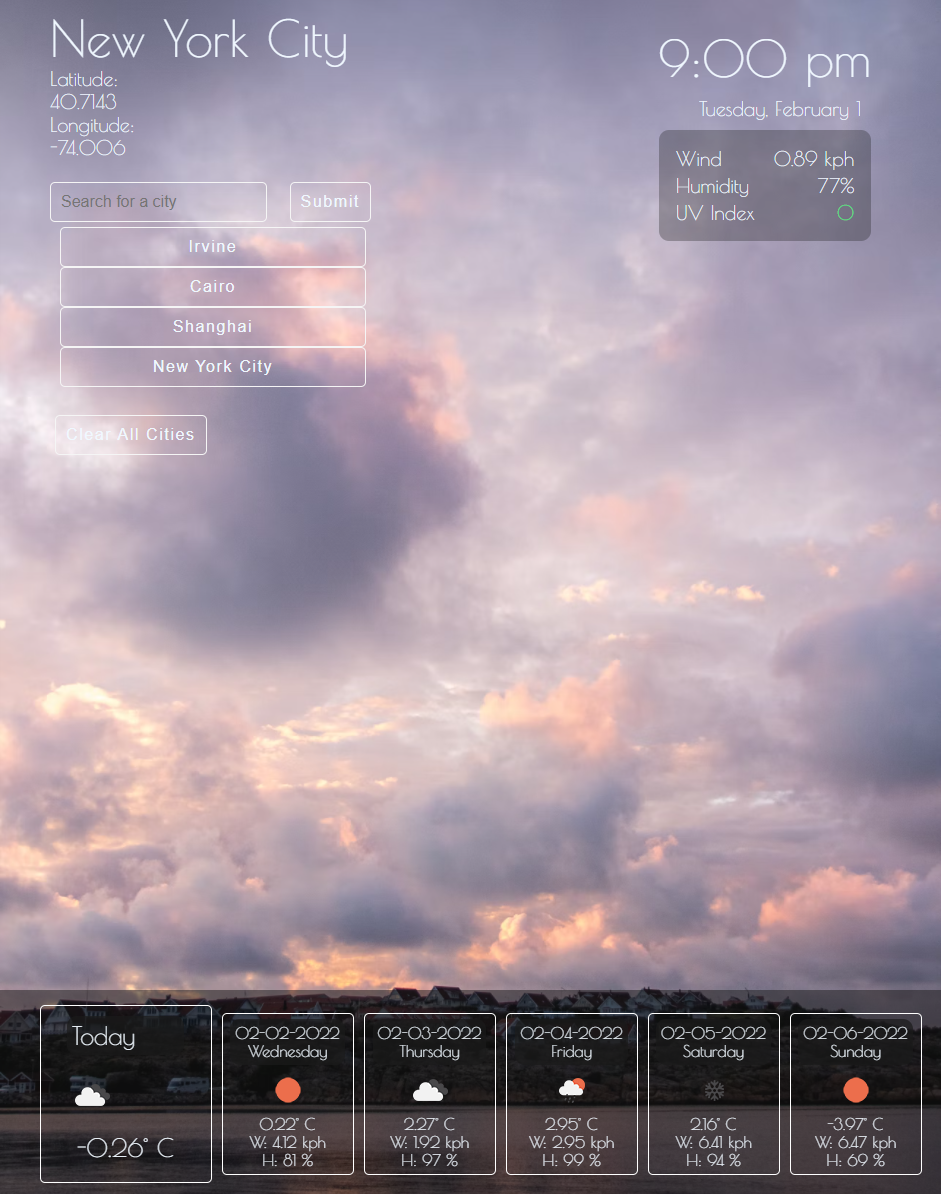 New York City
Latitude:
40.7143
Longitude:
-74.006
Search for a city
Submit
Irvine
Cairo
Shanghai
New York City
Clear All Cities
9:00 pm
Tuesday, February 1
Wind 0.89 kph
Humidity 77%
UV Index 0
Today
-0.26° C
02-02-2022
Wednesday
0.22° C
W: 4.12 kph
H: 81 %
02-03-2022
Thursday
2.27° C
W: 1.92 kph
H: 97 %
02-04-2022
Friday
2.95° C
W: 2.95 kph
H: 99 %
02-05-2022
Saturday
2.16° C
W: 6.41 kph
H: 94 %
02-06-2022
Sunday
-3.97° C
W: 6.47 kph
H: 69 %